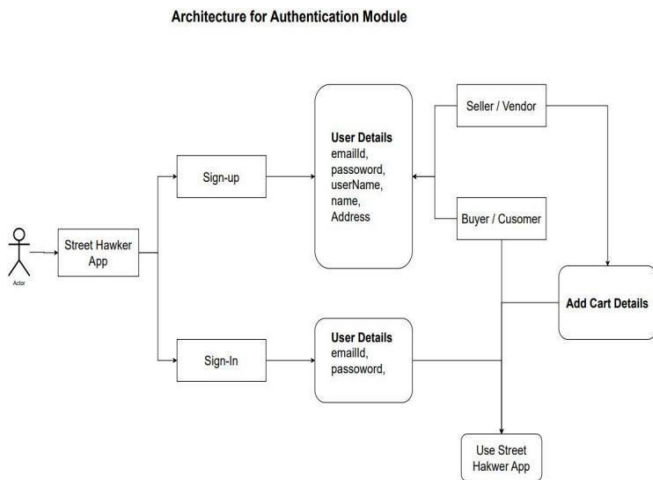 Architecture for Authentication Module
Seller / Vendor
User Details
emailId,
passoword,
userName,
name,
Address
Sign-up
Buyer / Cusomer
Street Hawker
App
Actor
Add Cart Details
User Details
emailId,
passoword,
Sign-In
Use Street
Hakwer App